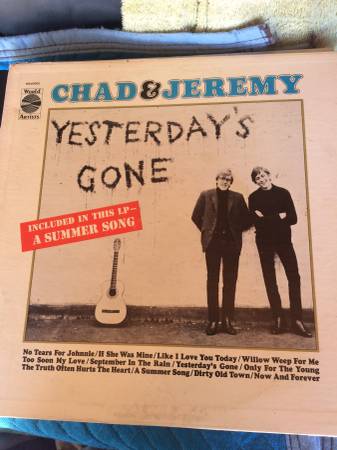 World
Artists
CHAD & JEREMY
YESTERDAY'S
GONE
INCLUDED IN THIS LP—
A SUMMER SONG
No Tears For Johnnie/If She Was Mine/Like I Love You Today/Willow Weep For Me
Too Soon My Love/September In The Rain/Yesterday's Gone/Only For The Young
The Truth Often Hurts The Heart/A Summer Song/Dirty Old Town/Now And Forever